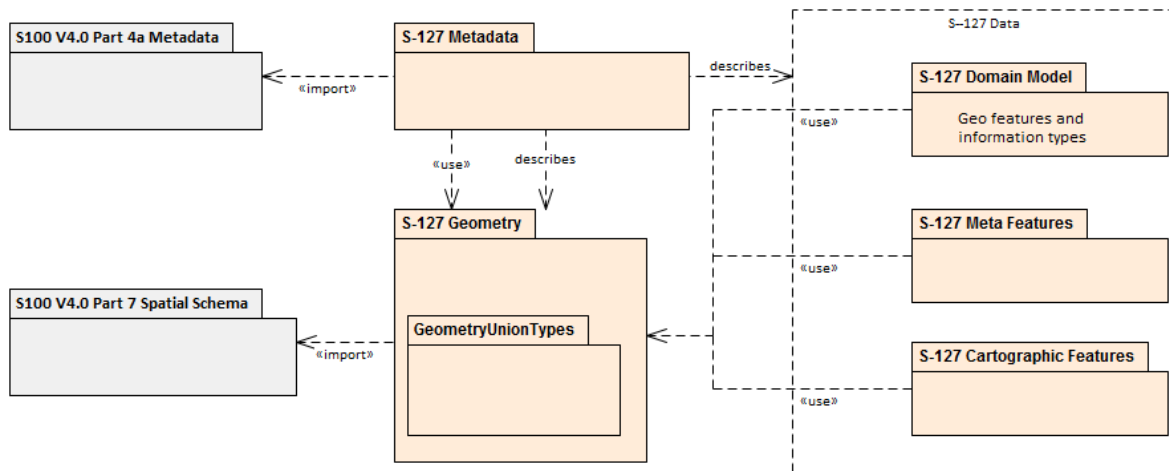 S--127 Data
S100 V4.0 Part 4a Metadata
S-127 Metadata
describes
«import»
S-127 Domain Model
Geo features and
information types
«use»
«use»
describes
S-127 Geometry
S-127 Meta Features
«use»
S100 V4.0 Part 7 Spatial Schema
GeometryUnionTypes
«import»
S-127 Cartographic Features
«use»